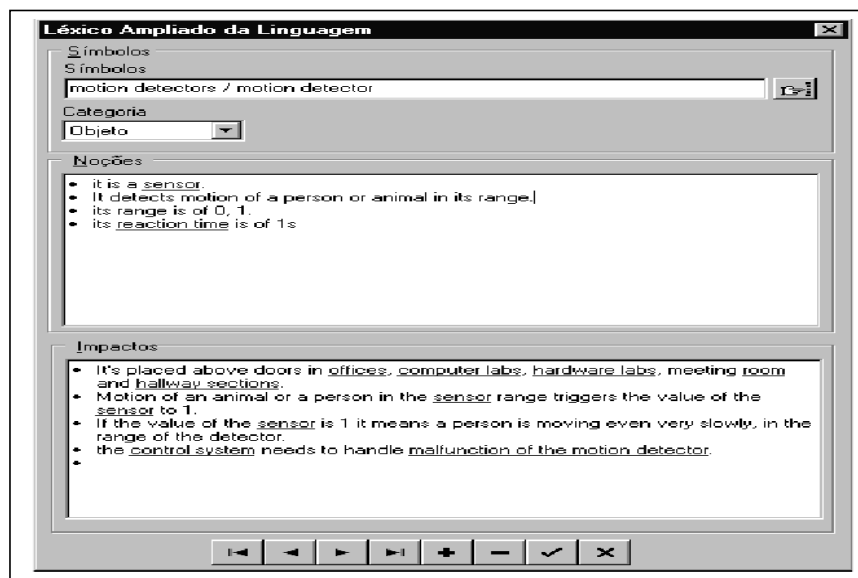 Léxico Ampliado da Linguagem
Símbolos
Símbolos
motion detectors / motion detector
Categoria
Objeto
Noções
• it is a sensor.
• It detects motion of a person or animal in its range.
• its range is of 0, 1.
• its reaction time is of 1s
Impactos
• It's placed above doors in offices, computer labs, hardware labs, meeting room
and hallway sections.
• Motion of an animal or a person in the sensor range triggers the value of the
sensor to 1.
• If the value of the sensor is 1 it means a person is moving even very slowly, in the
range of the detector.
• the control system needs to handle malfunction of the motion detector.
•